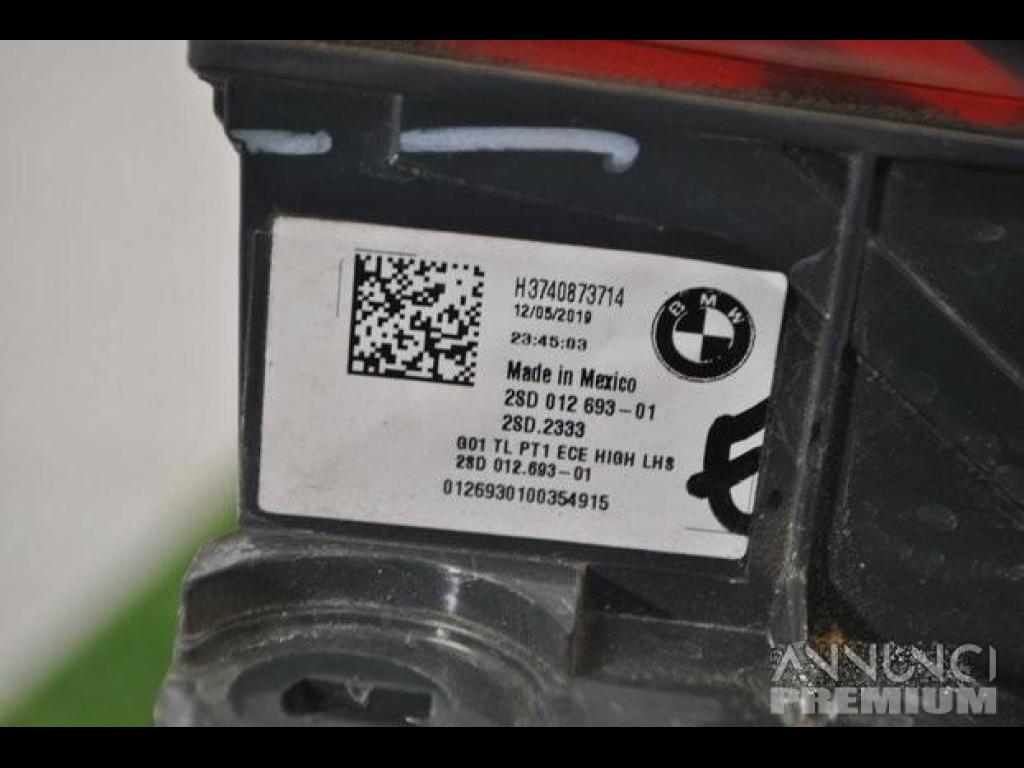 H3740873714
12/05/2019
23:45:03
BMW
Made in Mexico
2SD 012 693-01
2SD.2333
G01 TL PT1 ECE HIGH LHS
2SD 012.693-01
0126930100354915
ANNUNCI
PREMIUM